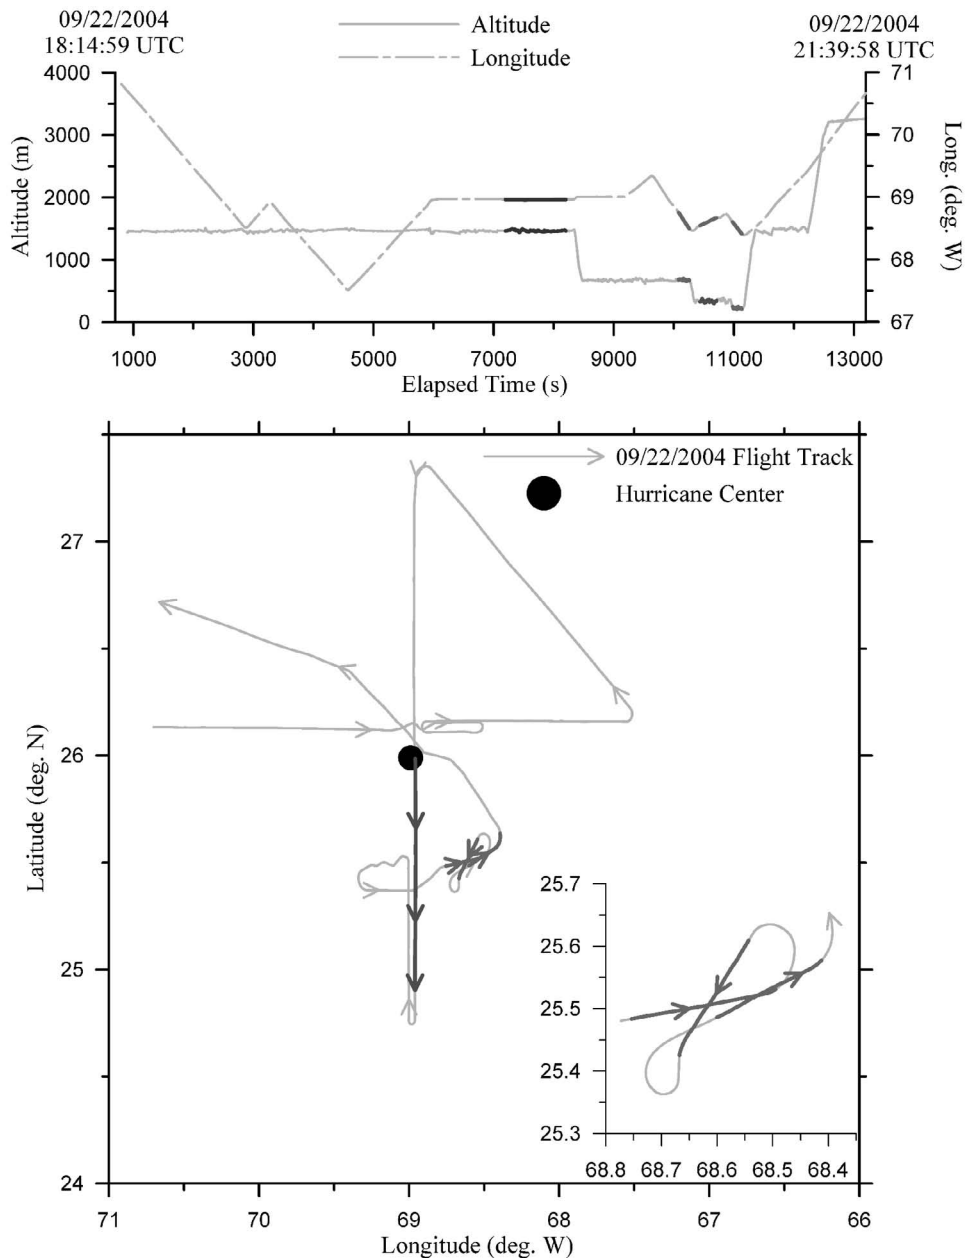 09/22/2004
18:14:59 UTC
Altitude
Longitude
09/22/2004
21:39:58 UTC
4000
3000
2000
1000
0
Altitude (m)
71
70
69
68
67
Long. (deg. W)
1000 3000 5000 7000 9000 11000 13000
Elapsed Time (s)
09/22/2004 Flight Track
Hurricane Center
27
26
25
24
Latitude (deg. N)
25.7
25.6
25.5
25.4
25.3
68.8 68.7 68.6 68.5 68.4
71 70 69 68 67 66
Longitude (deg. W)